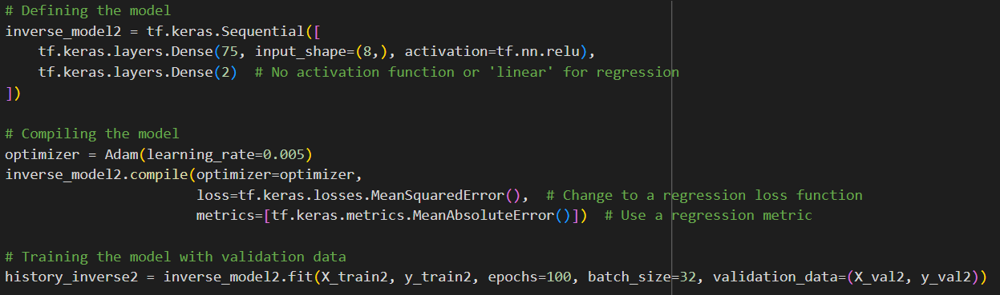 # Defining the model
inverse_model2 = tf.keras.Sequential([
    tf.keras.layers.Dense(75, input_shape=(8,), activation=tf.nn.relu),
    tf.keras.layers.Dense(2)  # No activation function or 'linear' for regression
])

# Compiling the model
optimizer = Adam(learning_rate=0.005)
inverse_model2.compile(optimizer=optimizer,
                       loss=tf.keras.losses.MeanSquaredError(),  # Change to a regression loss function
                       metrics=[tf.keras.metrics.MeanAbsoluteError()])  # Use a regression metric

# Training the model with validation data
history_inverse2 = inverse_model2.fit(X_train2, y_train2, epochs=100, batch_size=32, validation_data=(X_val2, y_val2))